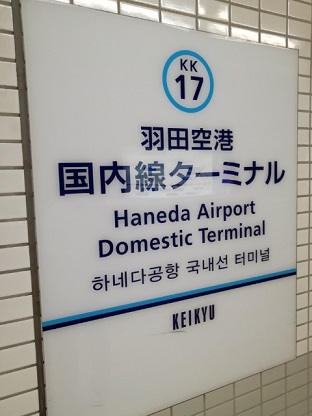 KK
17
羽田空港
国内線ターミナル
Haneda Airport
Domestic Terminal
하네다공항 국내선 터미널
KEIKYU